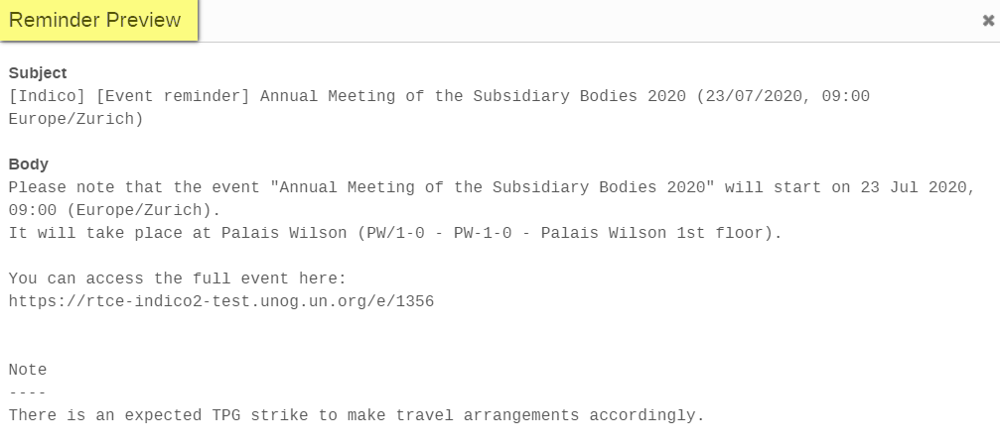 Reminder Preview
Subject
[Indico] [Event reminder] Annual Meeting of the Subsidiary Bodies 2020 (23/07/2020, 09:00
Europe/Zurich)
Body
Please note that the event "Annual Meeting of the Subsidiary Bodies 2020" will start on 23 Jul 2020,
09:00 (Europe/Zurich).
It will take place at Palais Wilson (PW/1-0 - PW-1-0 - Palais Wilson 1st floor).
You can access the full event here:
https://rtce-indico2-test.unog.un.org/e/1356
Note
----
There is an expected TPG strike to make travel arrangements accordingly.